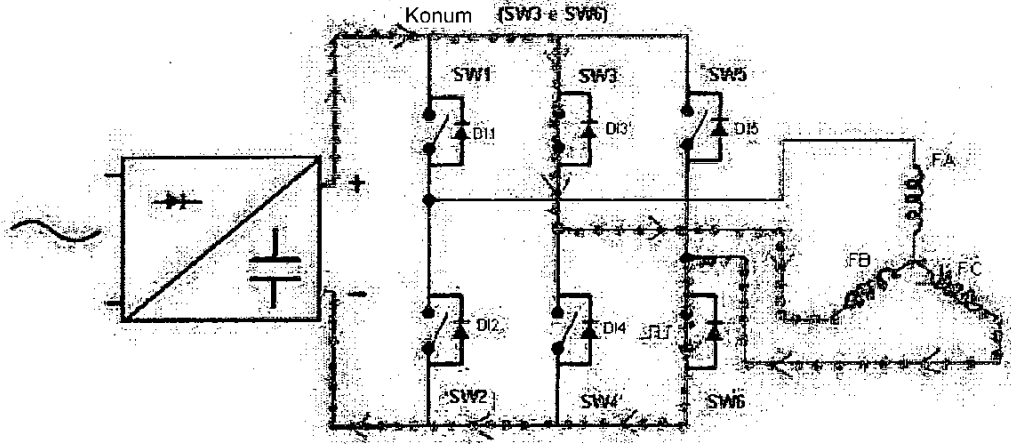 Konum (SW3 e SW6)
SW1 SW3 SW5
DI1 DI3 DI5
FA
+
FB FC
-
DI2 DI4
SW2 SW4 SW6